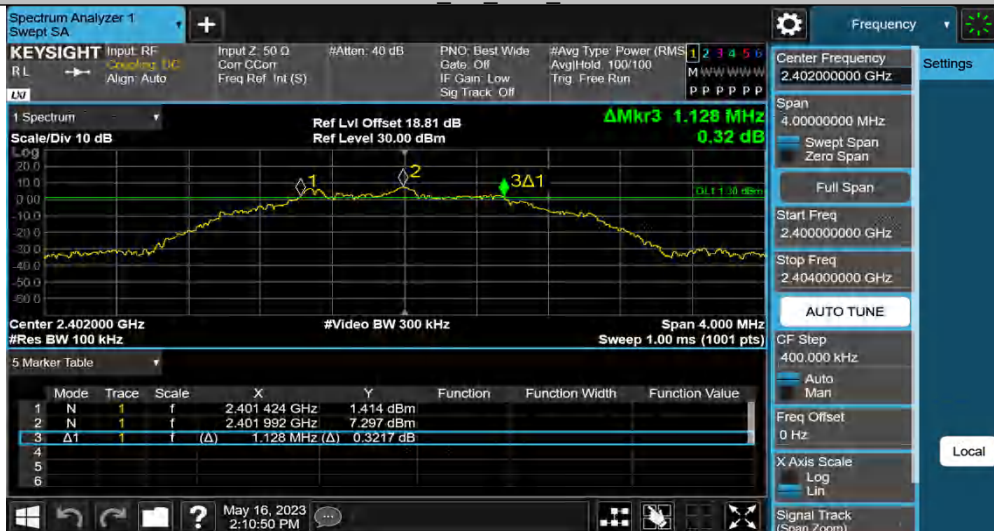 Spectrum Analyzer 1
Swept SA
+
Frequency
KEYSIGHT
RL
LXI
Input: RF
Coupling: DC
Align: Auto
Input Z: 50 Ω
Corr CCorr
Freq Ref: Int (S)
#Atten: 40 dB
PNO: Best Wide
Gate: Off
IF Gain: Low
Sig Track: Off
#Avg Type: Power (RMS
Avg|Hold: 100/100
Trig: Free Run
1 2 3 4 5 6
M W W W W W
P P P P P P
1 Spectrum
Scale/Div 10 dB
Ref Lvl Offset 18.81 dB
Ref Level 30.00 dBm
ΔMkr3 1.128 MHz
0.32 dB
Log
20.0
10.0
0.00
-10.0
-20.0
-30.0
-40.0
-50.0
-60.0
1
2
3Δ1
DL1 1.30 dBm
Center 2.402000 GHz
#Video BW 300 kHz
Span 4.000 MHz
#Res BW 100 kHz
Sweep 1.00 ms (1001 pts)
5 Marker Table
Mode Trace Scale X Y Function Function Width Function Value
1 N 1 f 2.401 424 GHz 1.414 dBm
2 N 1 f 2.401 992 GHz 7.297 dBm
3 Δ1 1 f (Δ) 1.128 MHz (Δ) 0.3217 dB
4
5
6
?
May 16, 2023
2:10:50 PM
Center Frequency
2.402000000 GHz
Span
4.00000000 MHz
Swept Span
Zero Span
Full Span
Start Freq
2.400000000 GHz
Stop Freq
2.404000000 GHz
AUTO TUNE
CF Step
400.000 kHz
Auto
Man
Freq Offset
0 Hz
X Axis Scale
Log
Lin
Signal Track
(Span Zoom)
Settings
Local